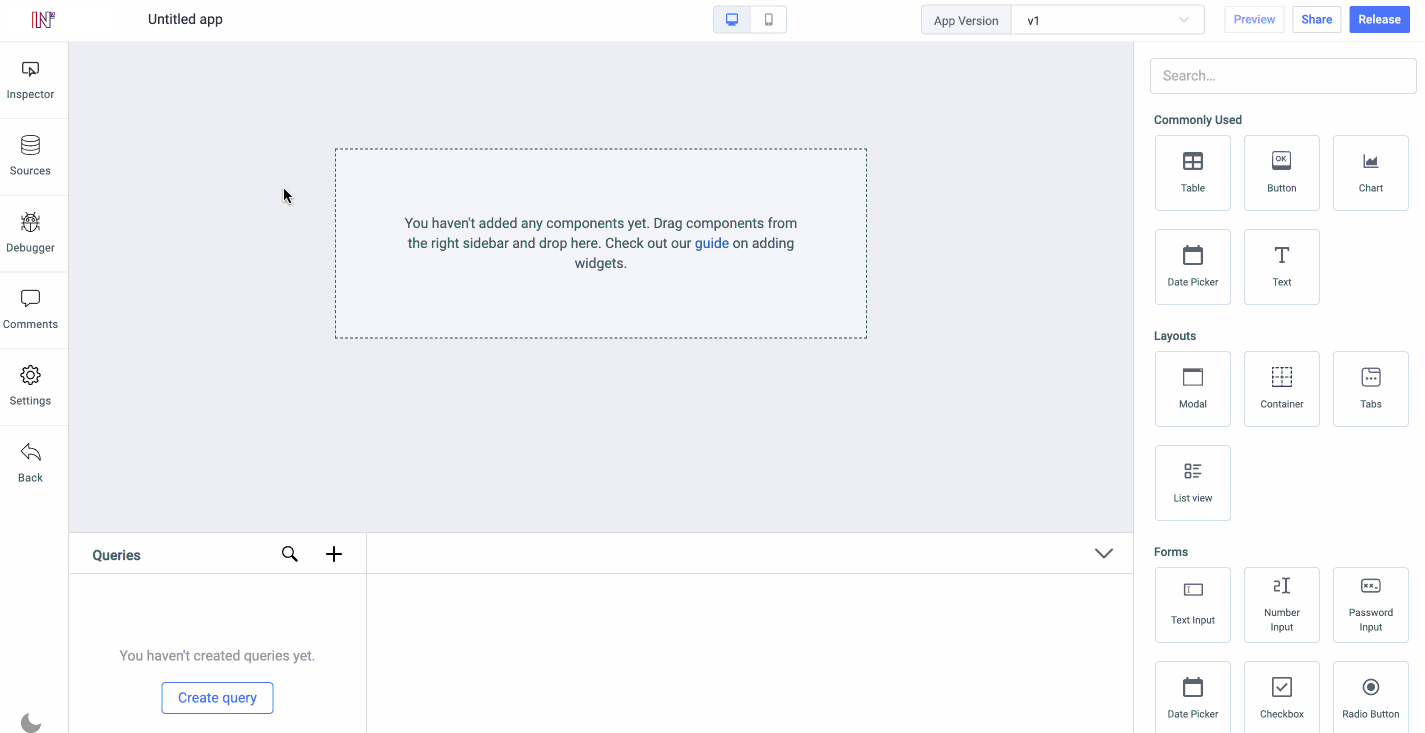 IN
Untitled app
App Version
v1
Preview
Share
Release
Inspector
Sources
Debugger
Comments
Settings
Back
You haven't added any components yet. Drag components from
the right sidebar and drop here. Check out our guide on adding
widgets.
Queries
You haven't created queries yet.
Create query
Search...
Commonly Used
Table
OK
Button
Chart
Date Picker
T
Text
Layouts
Modal
Container
Tabs
List view
Forms
Text Input
2
Number
Input
Password
Input
Date Picker
Checkbox
Radio Button